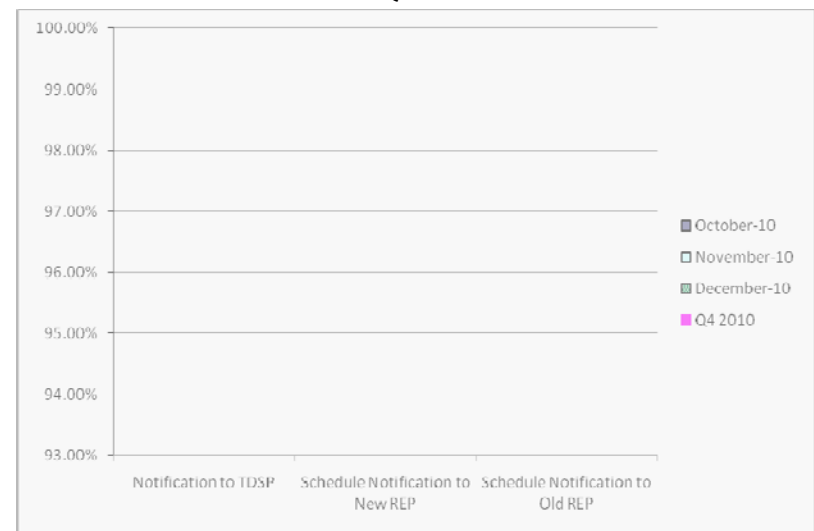 100.00%
99.00%
98.00%
97.00%
96.00%
95.00%
94.00%
93.00%
Notification to TDSP
Schedule Notification to
New REP
Schedule Notification to
Old REP
October-10
November-10
December-10
Q4 2010